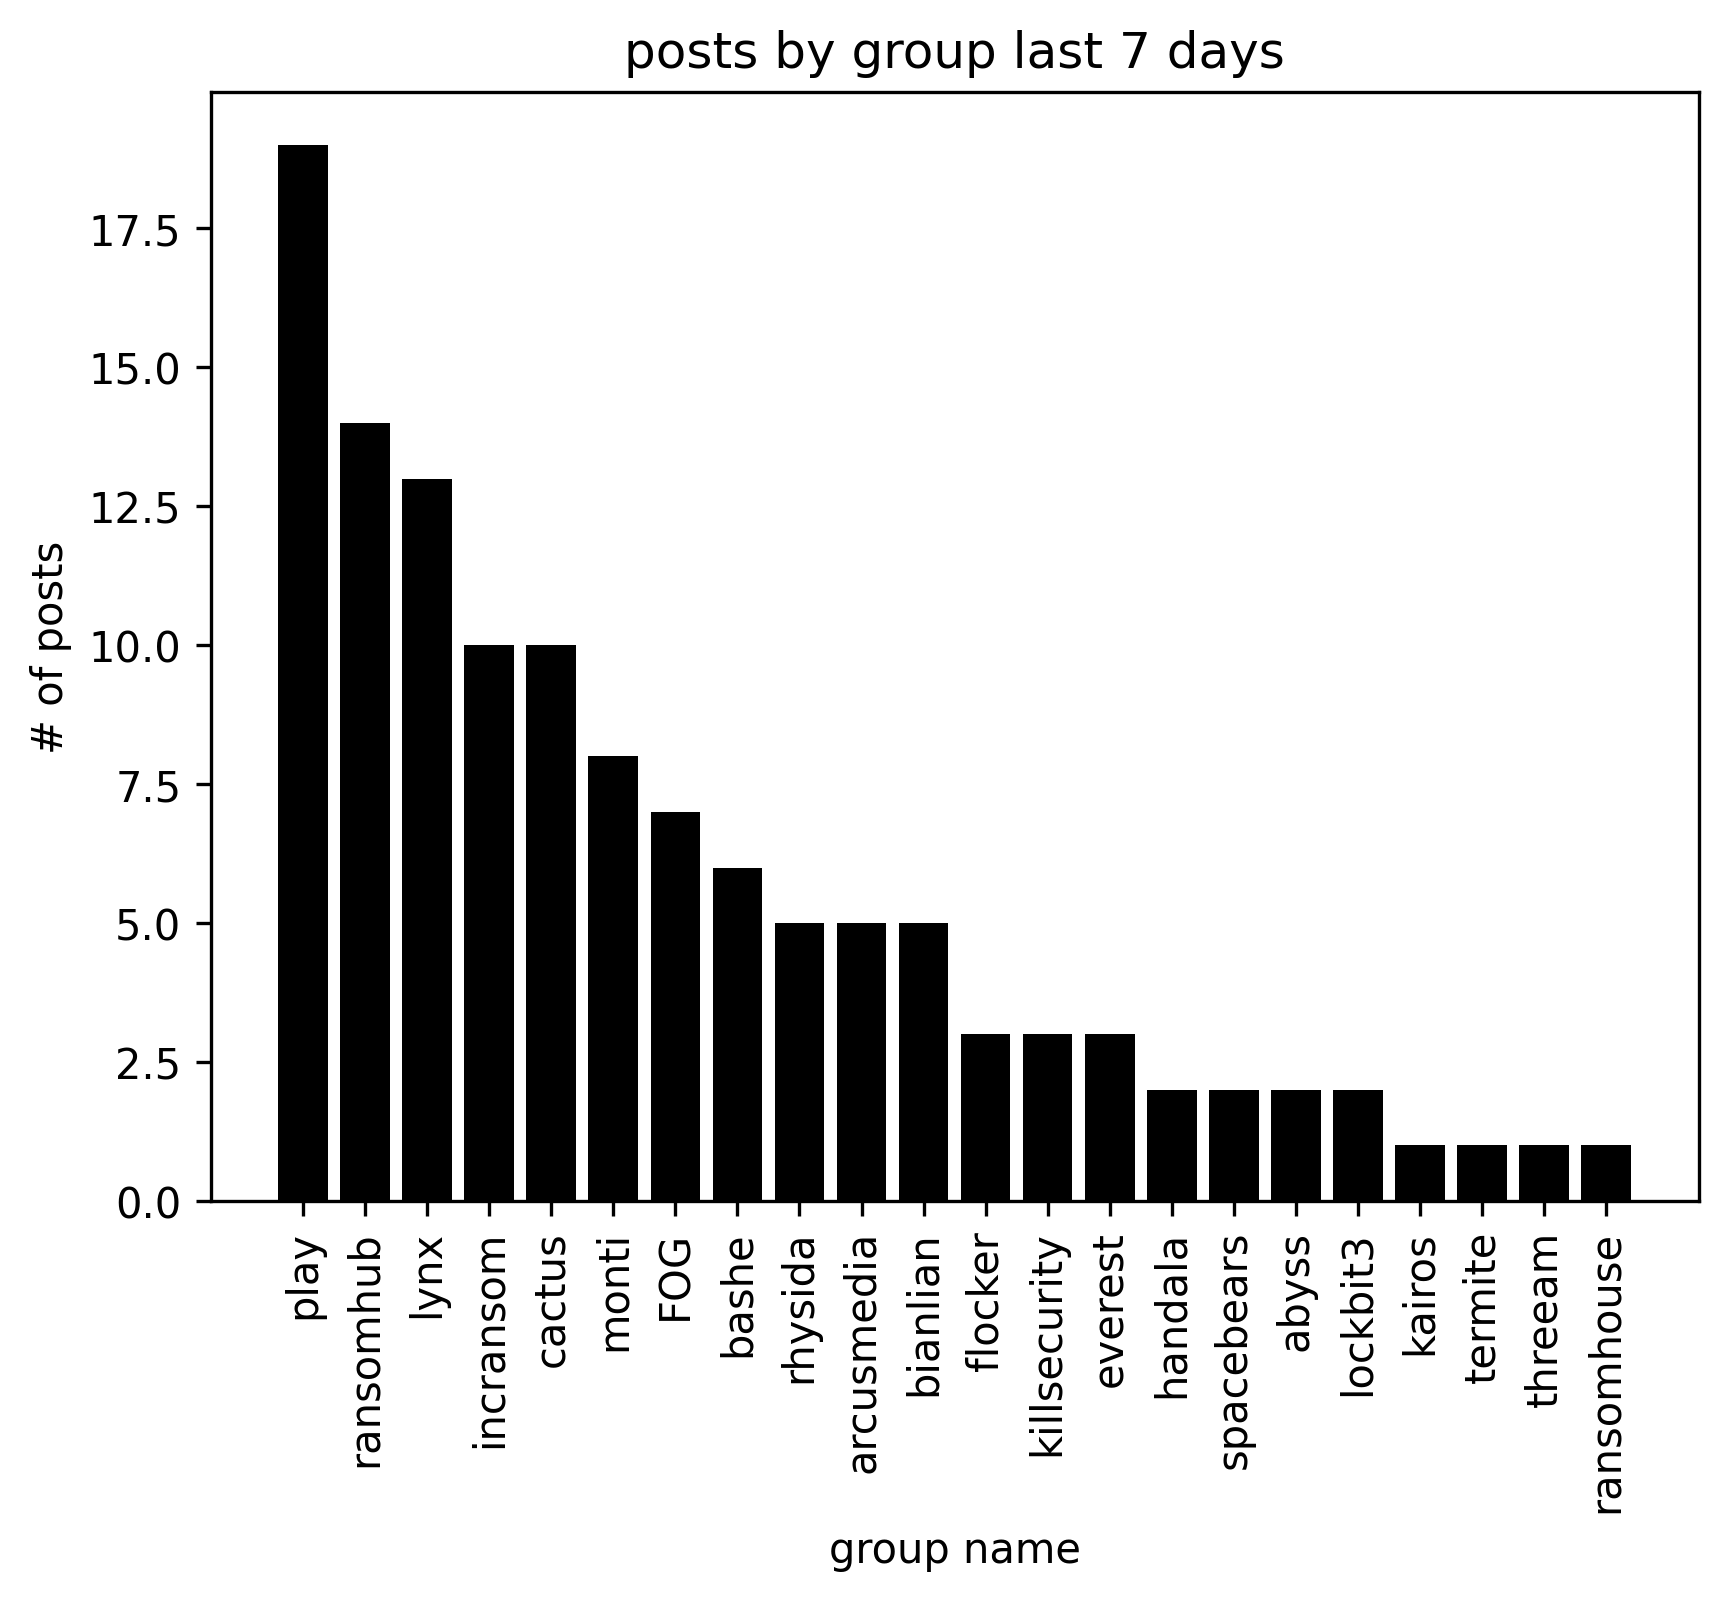 posts by group last 7 days
# of posts
17.5
15.0
12.5
10.0
7.5
5.0
2.5
0.0
play
ransomhub
lynx
incransom
cactus
monti
FOG
bashe
rhysida
arcusmedia
bianlian
flocker
killsecurity
everest
handala
spacebears
abyss
lockbit3
kairos
termite
threeam
ransomhouse
group name